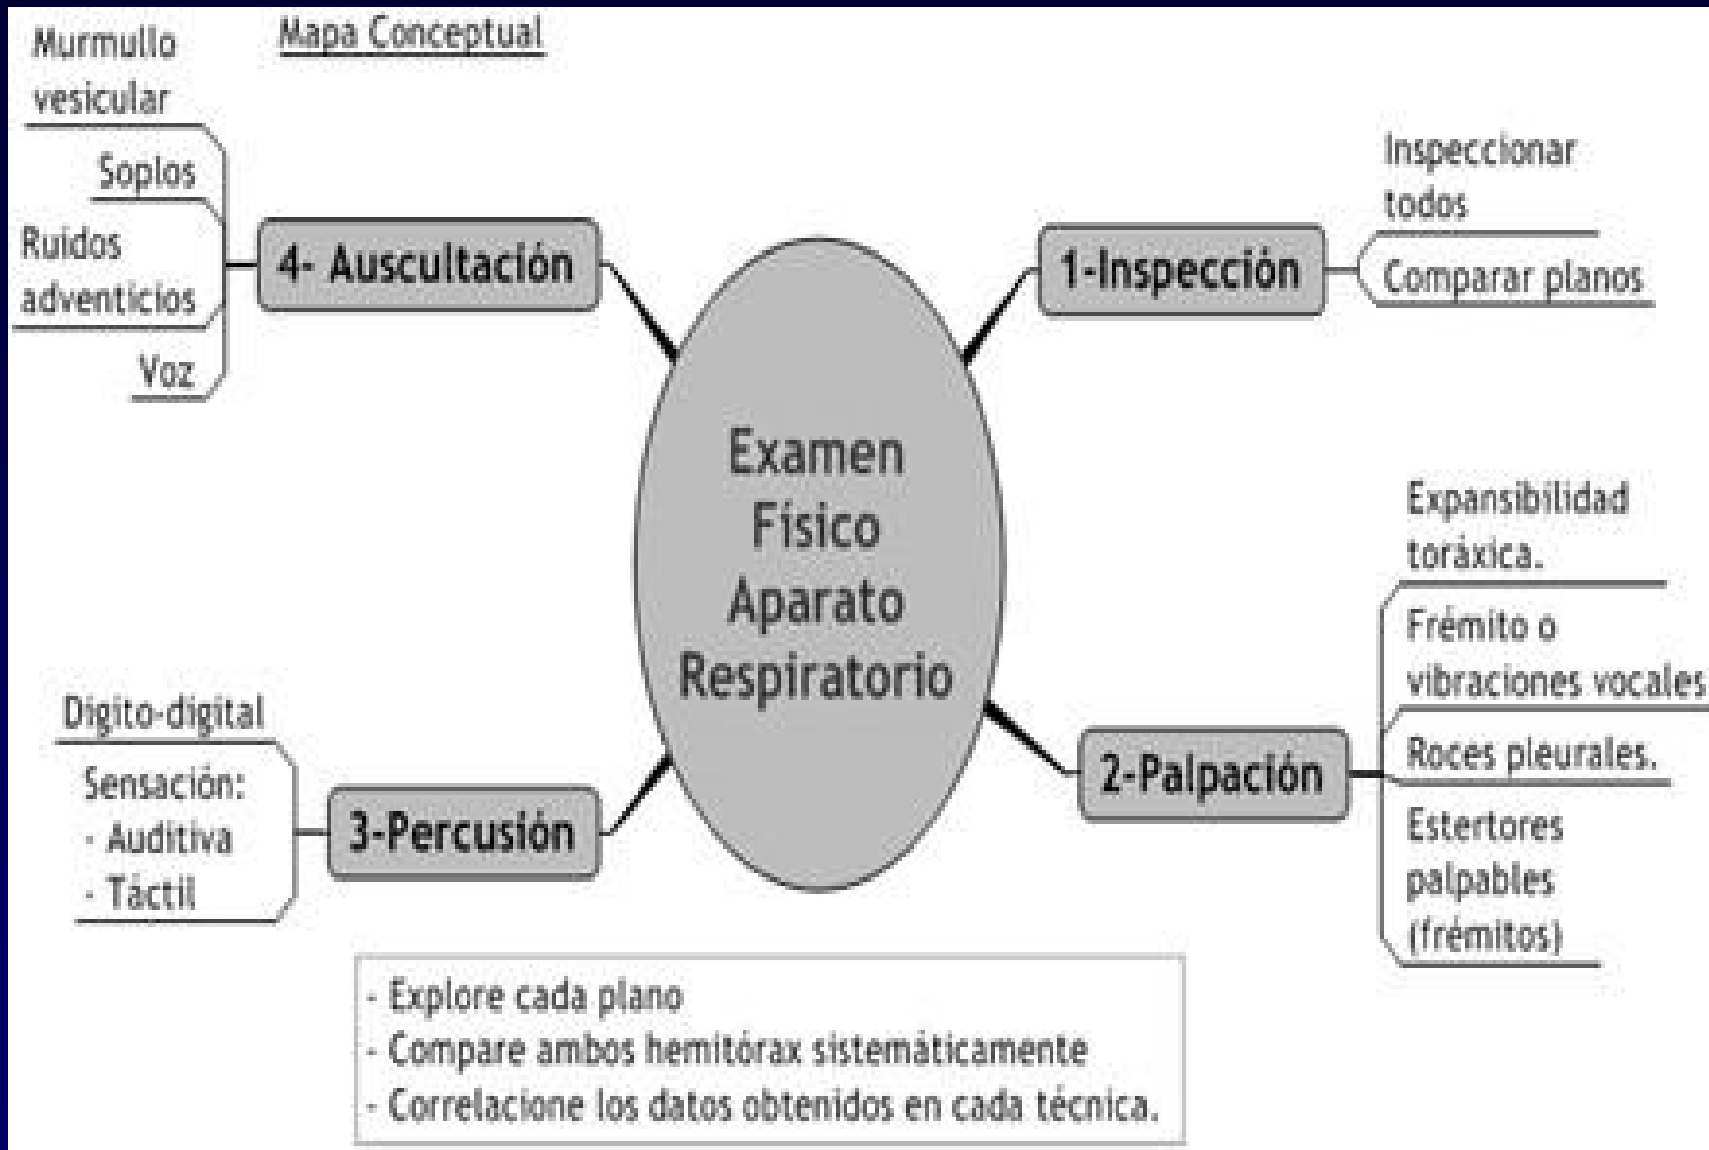 Mapa Conceptual
Murmullo
vesicular
Soplos
Ruidos
adventicios
Voz
4- Auscultación
1-Inspección
Inspeccionar
todos
Comparar planos
Examen
Físico
Aparato
Respiratorio
Expansibilidad
toráxica.
Frémito o
vibraciones vocales
Roces pleurales.
Estertores
palpables
(frémitos)
2-Palpación
Digito-digital
Sensación:
- Auditiva
- Táctil
3-Percusión
- Explore cada plano
- Compare ambos hemitórax sistemáticamente
- Correlacione los datos obtenidos en cada técnica.